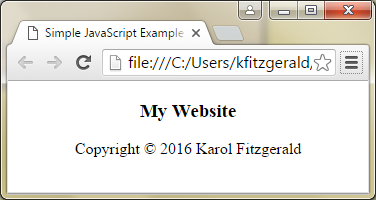 Simple JavaScript Example
file:///C:/Users/kfitzgerald,
My Website
Copyright © 2016 Karol Fitzgerald